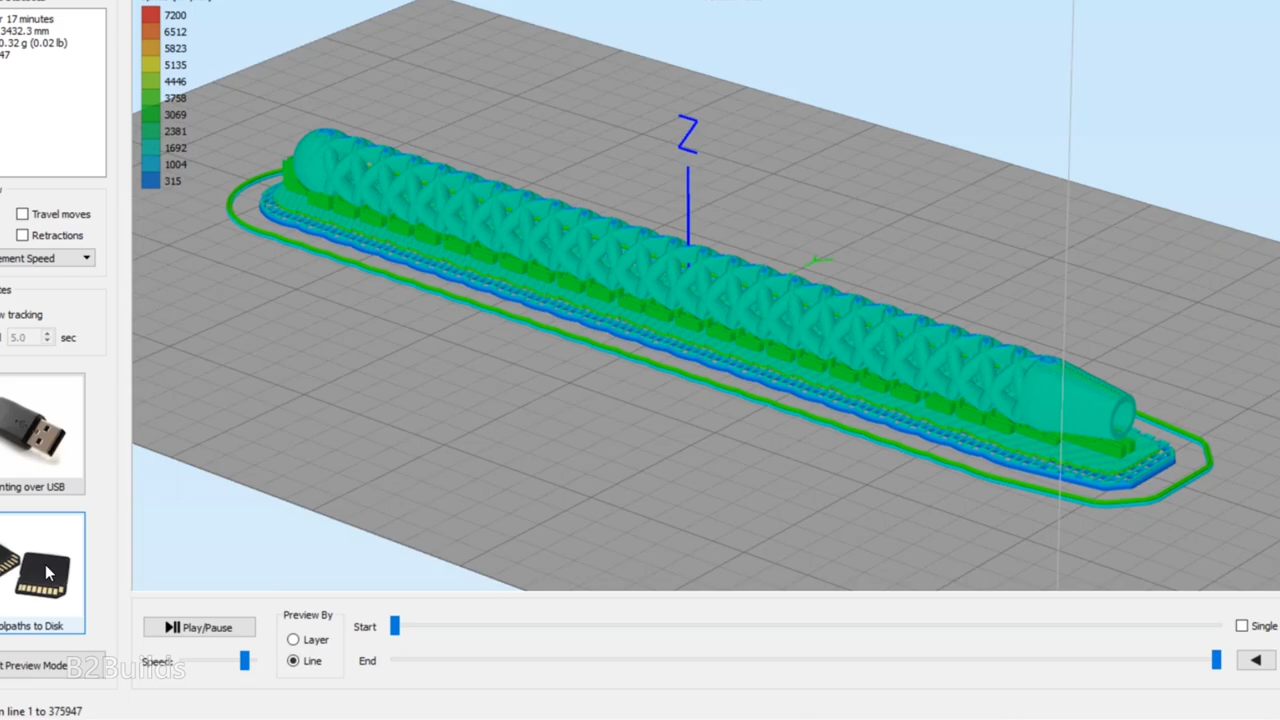 r 17 minutes
3432.3 mm
0.32 g (0.02 lb)
47
7200
6512
5823
5135
4446
3758
3069
2381
1692
1004
315
Z
Travel moves
Retractions
ement Speed
tes
w tracking
5.0 sec
nting over USB
olpaths to Disk
t Preview Mode
B2Builds
Play/Pause
Speed:
Preview By
Layer
Line
Start
End
Single
n line 1 to 375947